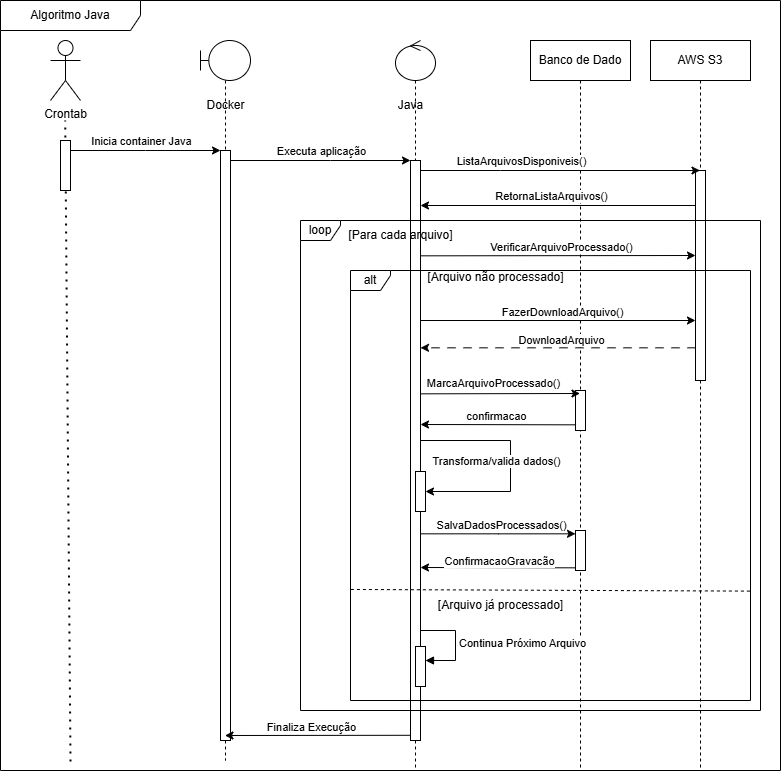 Algoritmo Java
Crontab
Docker
Java
Banco de Dado
AWS S3
Inicia container Java
Executa aplicação
ListaArquivosDisponiveis()
RetornaListaArquivos()
loop
[Para cada arquivo]
VerificarArquivoProcessado()
alt
[Arquivo não processado]
FazerDownloadArquivo()
DownloadArquivo
MarcaArquivoProcessado()
confirmacao
Transforma/valida dados()
SalvaDadosProcessados()
ConfirmacaoGravacão
[Arquivo já processado]
Continua Próximo Arquivo
Finaliza Execução